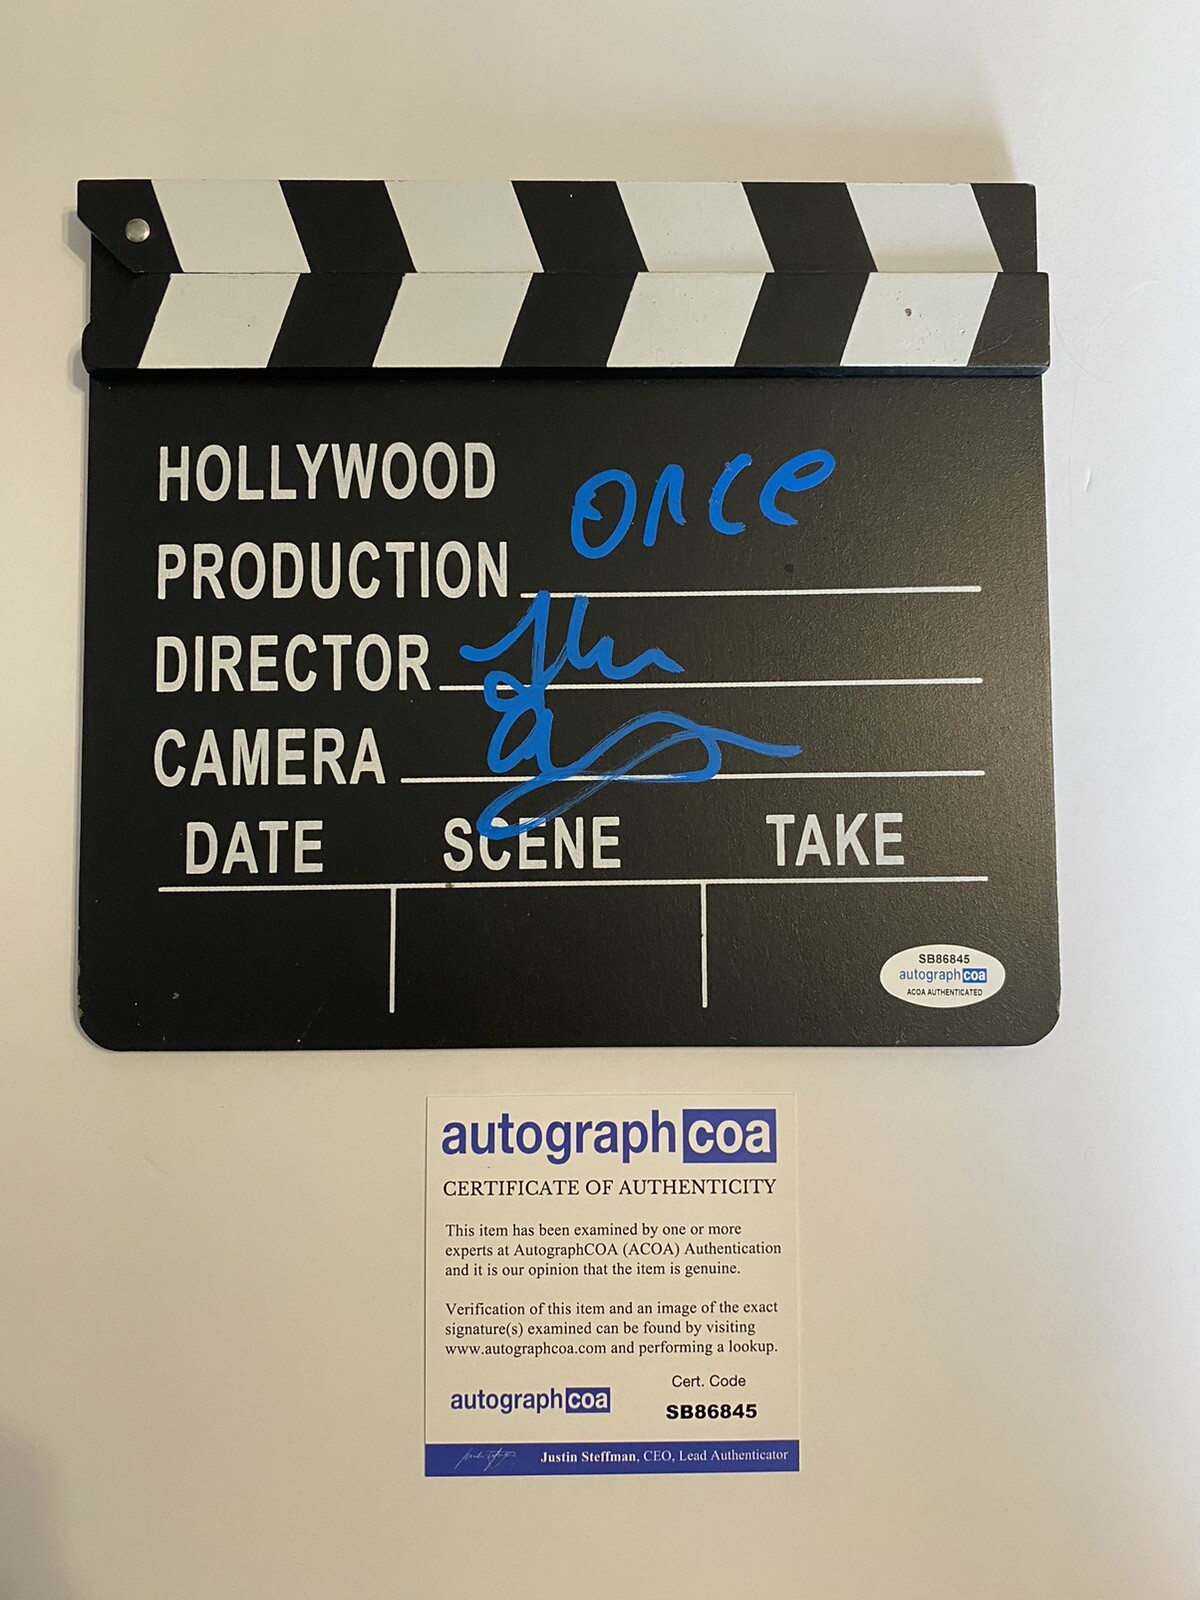 HOLLYWOOD
PRODUCTION once
DIRECTOR
CAMERA
DATE SCENE TAKE
SB86845
autographcoa
ACOA AUTHENTICATED
autographcoa
CERTIFICATE OF AUTHENTICITY
This item has been examined by one or more
experts at AutographCOA (ACOA) Authentication
and it is our opinion that the item is genuine.
Verification of this item and an image of the exact
signature(s) examined can be found by visiting
www.autographcoa.com and performing a lookup.
Cert. Code
autographcoa SB86845
Justin Steffman, CEO, Lead Authenticator